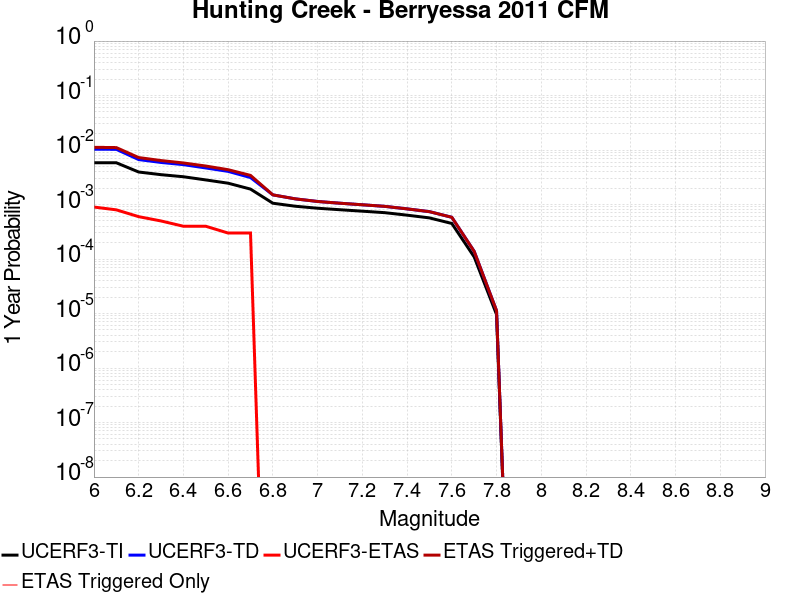 Hunting Creek - Berryessa 2011 CFM
10^0
10^-1
10^-2
10^-3
10^-4
10^-5
10^-6
10^-7
10^-8
1 Year Probability
6 6.2 6.4 6.6 6.8 7 7.2 7.4 7.6 7.8 8 8.2 8.4 8.6 8.8 9
Magnitude
UCERF3-TI UCERF3-TD UCERF3-ETAS ETAS Triggered+TD
ETAS Triggered Only